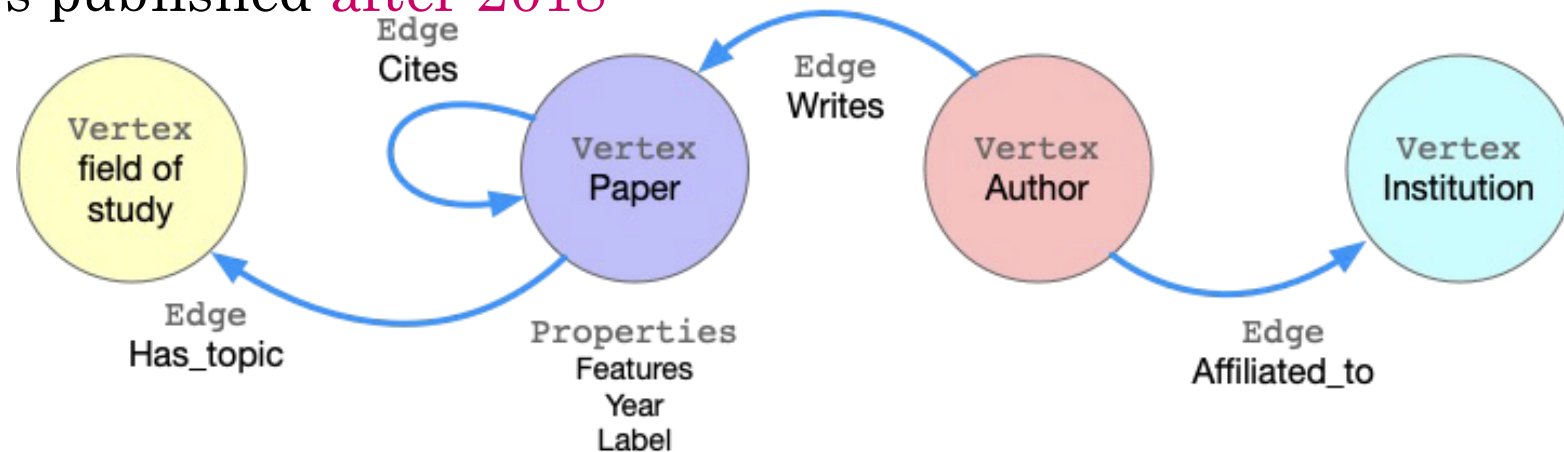 s published after 2018
Edge
Cites
Edge
Writes
Vertex
field of
study
Vertex
Paper
Vertex
Author
Vertex
Institution
Edge
Has_topic
Properties
Features
Year
Label
Edge
Affiliated_to